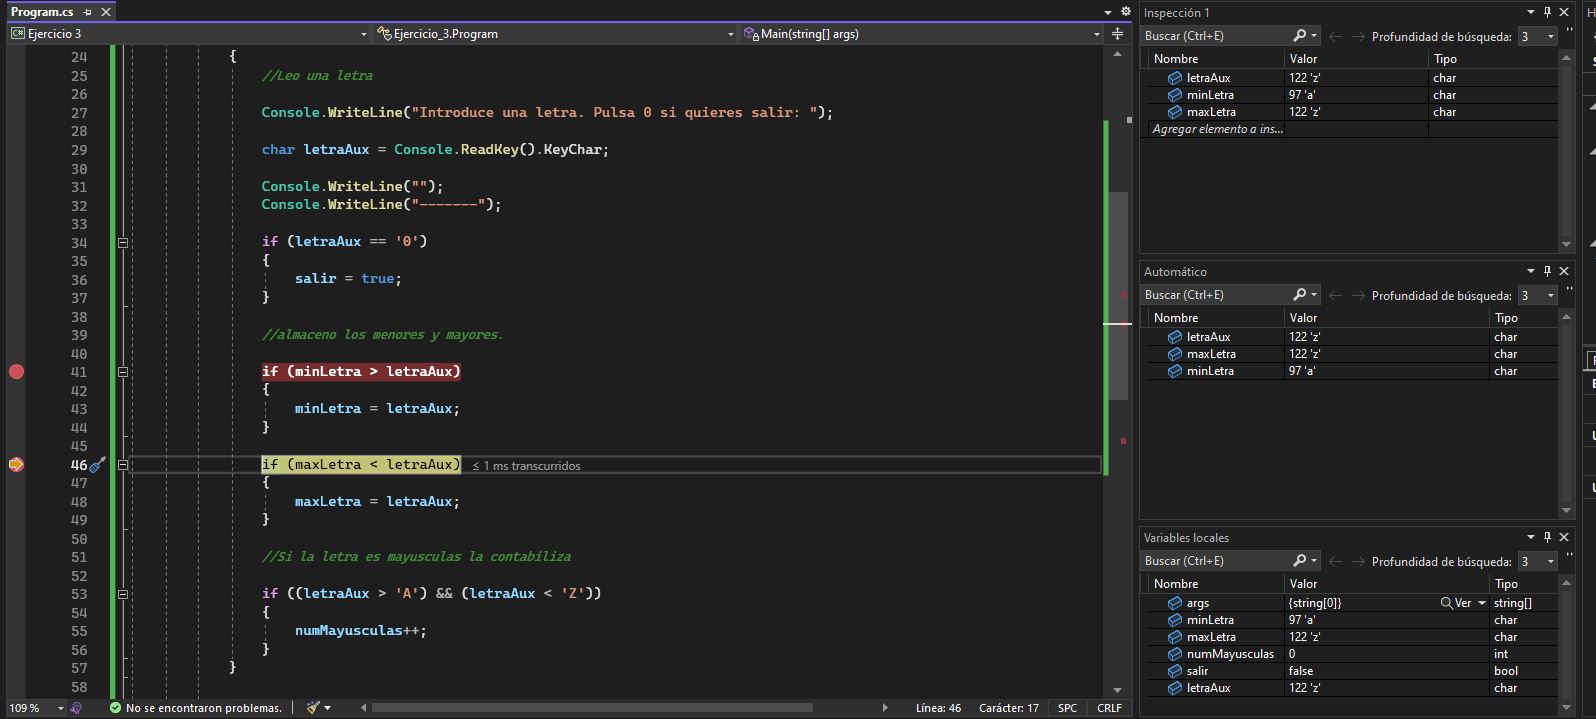 Program.cs
Ejercicio 3
Ejercicio_3.Program
Main(string[] args)
24 {
25 //Leo una letra
26
27 Console.WriteLine("Introduce una letra. Pulsa 0 si quieres salir: ");
28
29 char letraAux = Console.ReadKey().KeyChar;
30
31 Console.WriteLine("");
32 Console.WriteLine("-------");
33
34 if (letraAux == '0')
35 {
36 salir = true;
37 }
38
39 //almaceno los menores y mayores.
40
41 if (minLetra > letraAux)
42 {
43 minLetra = letraAux;
44 }
45
46 if (maxLetra < letraAux) ≤ 1 ms transcurridos
47 {
48 maxLetra = letraAux;
49 }
50
51 //Si la letra es mayusculas la contabiliza
52
53 if ((letraAux > 'A') && (letraAux < 'Z'))
54 {
55 numMayusculas++;
56 }
57 }
58
109 %
No se encontraron problemas.
Línea: 46
Carácter: 17
SPC
CRLF
Inspección 1
Buscar (Ctrl+E) Profundidad de búsqueda: 3
Nombre Valor Tipo
letraAux 122 'z' char
minLetra 97 'a' char
maxLetra 122 'z' char
Agregar elemento a ins...
Automático
Buscar (Ctrl+E) Profundidad de búsqueda: 3
Nombre Valor Tipo
letraAux 122 'z' char
maxLetra 122 'z' char
minLetra 97 'a' char
Variables locales
Buscar (Ctrl+E) Profundidad de búsqueda: 3
Nombre Valor Tipo
args {string[0]} Ver string[]
minLetra 97 'a' char
maxLetra 122 'z' char
numMayusculas 0 int
salir false bool
letraAux 122 'z' char